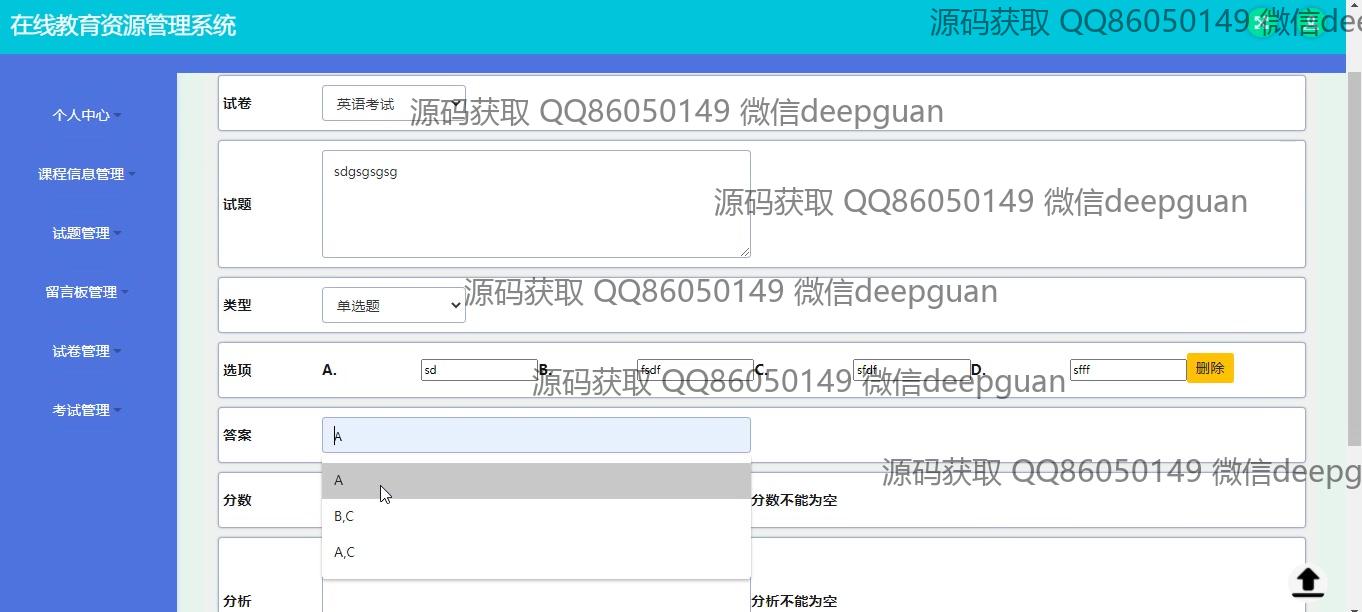 在线教育资源管理系统
源码获取 QQ86050149 微信dee
个人中心
课程信息管理
试题管理
留言板管理
试卷管理
考试管理
试卷 英语考试
源码获取 QQ86050149 微信deepguan
试题 sdgsgsgsg
源码获取 QQ86050149 微信deepguan
类型 单选题
源码获取 QQ86050149 微信deepguan
选项 A. sd B. fsdf C. sfdf D. sfff 删除
源码获取 QQ86050149 微信deepguan
答案 A
A
B,C
A,C
源码获取 QQ86050149 微信deepg
分数 分数不能为空
分析 分析不能为空